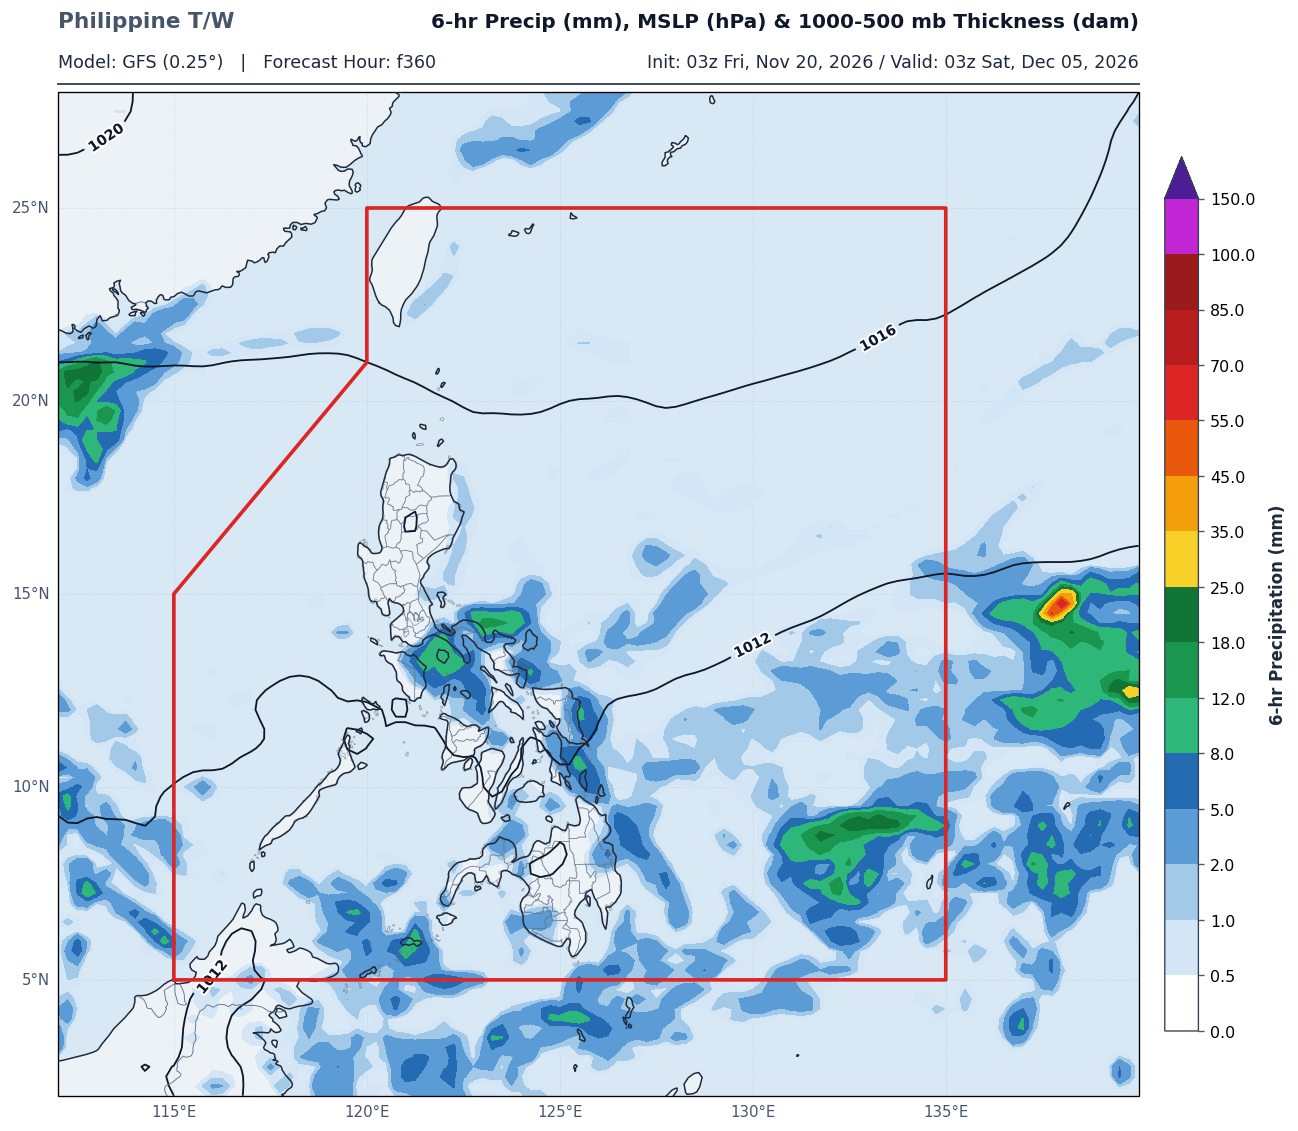 Philippine T/W
6-hr Precip (mm), MSLP (hPa) & 1000-500 mb Thickness (dam)
Model: GFS (0.25°) | Forecast Hour: f360
Init: 03z Fri, Nov 20, 2026 / Valid: 03z Sat, Dec 05, 2026
1020
25°N
1016
20°N
15°N
1012
10°N
5°N
1012
115°E
120°E
125°E
130°E
135°E
150.0
100.0
85.0
70.0
55.0
45.0
35.0
25.0
18.0
12.0
8.0
5.0
2.0
1.0
0.5
0.0
6-hr Precipitation (mm)